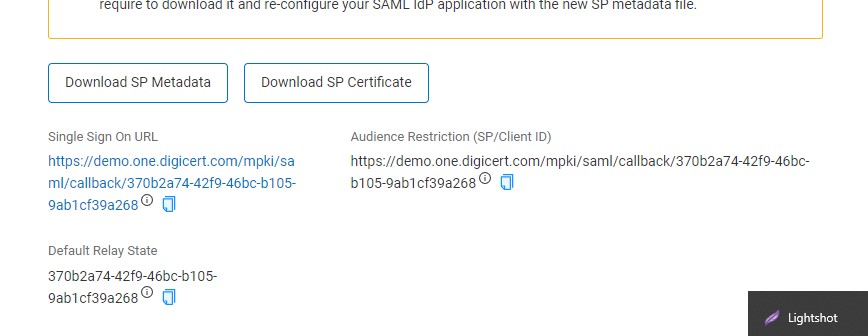 require to download it and re-configure your SAML IdP application with the new SP metadata file.
Download SP Metadata
Download SP Certificate
Single Sign On URL
https://demo.one.digicert.com/mpki/sa
ml/callback/370b2a74-42f9-46bc-b105-
9ab1cf39a268
Audience Restriction (SP/Client ID)
https://demo.one.digicert.com/mpki/saml/callback/370b2a74-42f9-46bc-
b105-9ab1cf39a268
Default Relay State
370b2a74-42f9-46bc-b105-
9ab1cf39a268
Lightshot